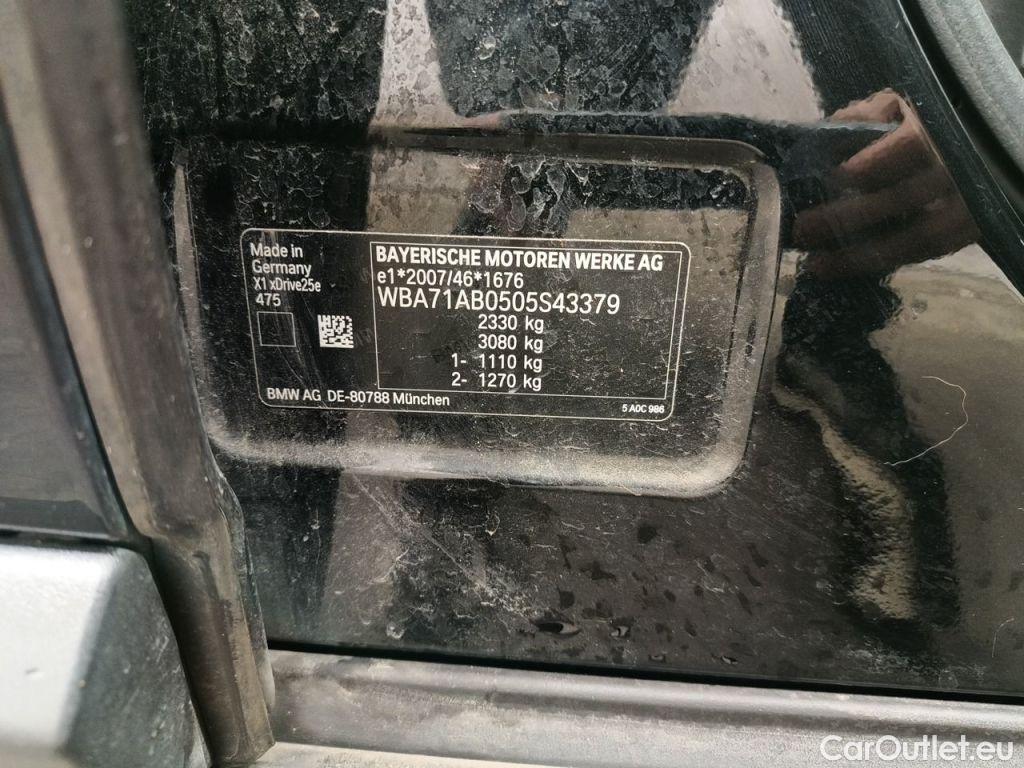 Made in
Germany
X1 xDrive25e
475
BAYERISCHE MOTOREN WERKE AG
e1*2007/46*1676
WBA71AB0505S43379
2330 kg
3080 kg
1- 1110 kg
2- 1270 kg
BMW AG DE-80788 München
5 A0C 986
CarOutlet.eu